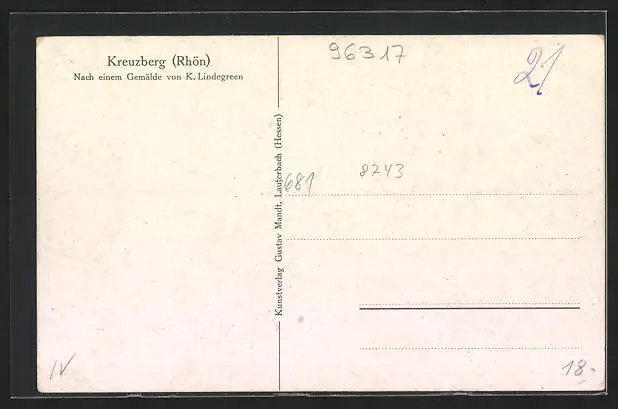 Kreuzberg (Rhön)
Nach einem Gemälde von K. Lindegreen
96317
21
Kunstverlag Gustav Mandt, Lauterbach (Hessen)
681
8743
IV
18.-